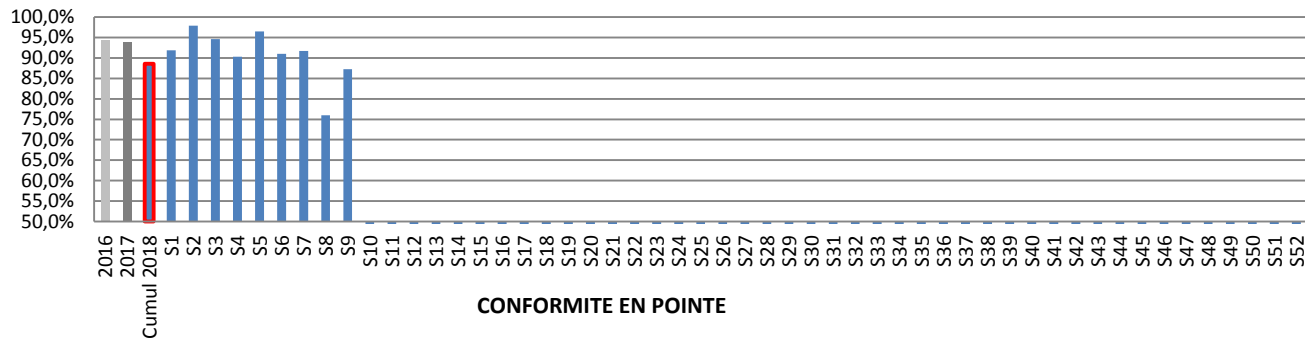 100,0%
95,0%
90,0%
85,0%
80,0%
75,0%
70,0%
65,0%
60,0%
55,0%
50,0%
2016
2017
Cumul 2018
S1
S2
S3
S4
S5
S6
S7
S8
S9
S10
S11
S12
S13
S14
S15
S16
S17
S18
S19
S20
S21
S22
S23
S24
S25
S26
S27
S28
S29
S30
S31
S32
S33
S34
S35
S36
S37
S38
S39
S40
S41
S42
S43
S44
S45
S46
S47
S48
S49
S50
S51
S52
CONFORMITE EN POINTE